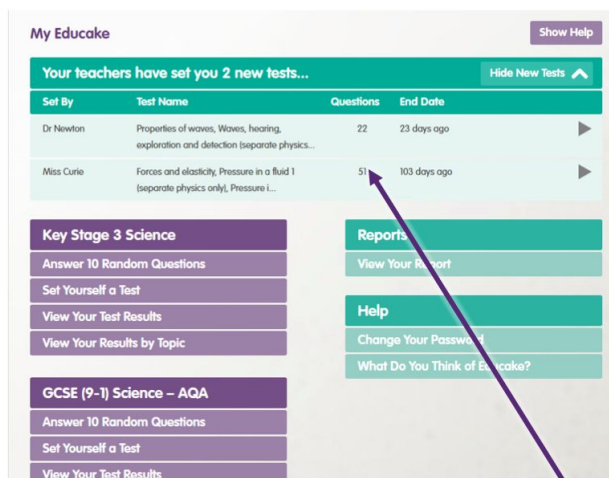 My Educake
Show Help
Your teachers have set you 2 new tests...
Hide New Tests
Set By Test Name Questions End Date
Dr Newton Properties of waves, Waves, hearing, 22 23 days ago
exploration and detection (separate physics...
Miss Curie Forces and elasticity, Pressure in a fluid 1 51 103 days ago
(separate physics only), Pressure i...
Key Stage 3 Science
Answer 10 Random Questions
Set Yourself a Test
View Your Test Results
View Your Results by Topic
GCSE (9-1) Science – AQA
Answer 10 Random Questions
Set Yourself a Test
View Your Test Results
Reports
View Your Report
Help
Change Your Password
What Do You Think of Educake?